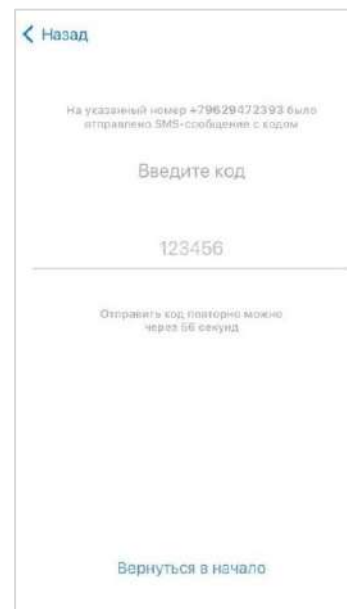 Назад
На указанный номер +79629472393 было
отправлено SMS-сообщение с кодом
Введите код
123456
Отправить код повторно можно
через 56 секунд
Вернуться в начало